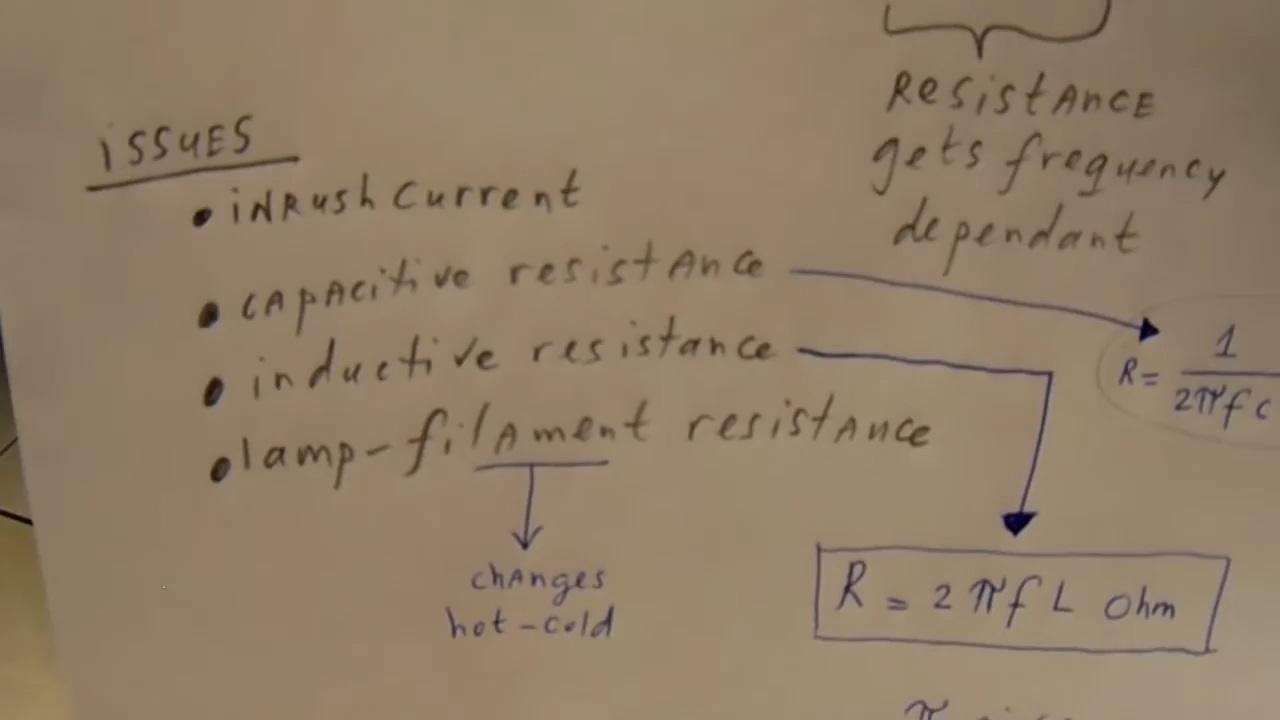 ISSUES
• INRush Current
• CAPACitive resistANce
• inductive resistance
• lamp-filAment resistANce
chANges
hot-cold
ResistANCE
gets frequency
dependant
R= 1
2πfc
R = 2πfL Ohm
π